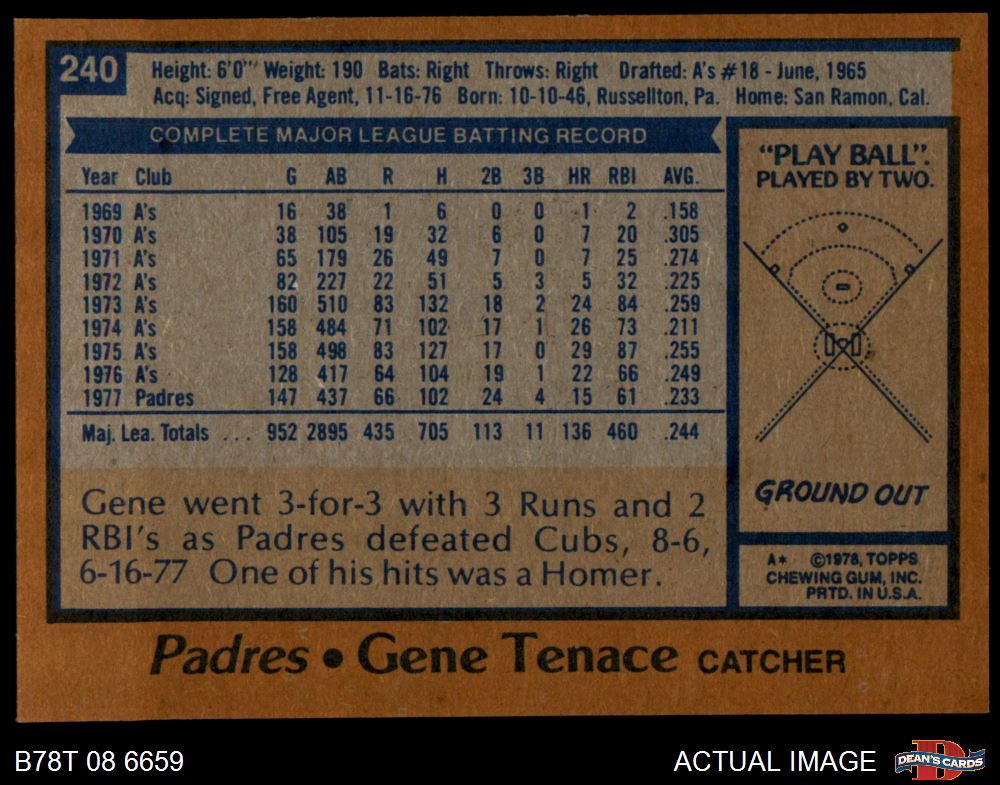 240
Height: 6'0" Weight: 190 Bats: Right Throws: Right Drafted: A's #18 - June, 1965
Acq: Signed, Free Agent, 11-16-76 Born: 10-10-46, Russellton, Pa. Home: San Ramon, Cal.
COMPLETE MAJOR LEAGUE BATTING RECORD
Year Club G AB R H 2B 3B HR RBI AVG.
1969 A's 16 38 1 6 0 0 1 2 .158
1970 A's 38 105 19 32 6 0 7 20 .305
1971 A's 65 179 26 49 7 0 7 25 .274
1972 A's 82 227 22 51 5 3 5 32 .225
1973 A's 160 510 83 132 18 2 24 84 .259
1974 A's 158 484 71 102 17 1 26 73 .211
1975 A's 158 498 83 127 17 0 29 87 .255
1976 A's 128 417 64 104 19 1 22 66 .249
1977 Padres 147 437 66 102 24 4 15 61 .233
Maj. Lea. Totals ... 952 2895 435 705 113 11 136 460 .244
Gene went 3-for-3 with 3 Runs and 2
RBI's as Padres defeated Cubs, 8-6,
6-16-77 One of his hits was a Homer.
"PLAY BALL".
PLAYED BY TWO.
GROUND OUT
A* ©1978, TOPPS
CHEWING GUM, INC.
PRTD. IN U.S.A.
Padres • Gene Tenace CATCHER
B78T 08 6659
ACTUAL IMAGE
D
DEAN'S CARDS